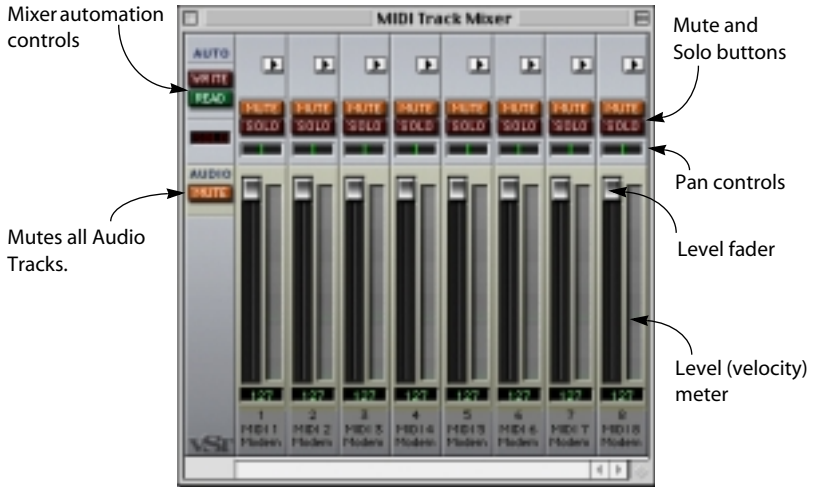 Mixer automation
controls
MIDI Track Mixer
Mute and
Solo buttons
AUTO
WRITE
READ
MUTE MUTE MUTE MUTE MUTE MUTE MUTE MUTE
SOLO SOLO SOLO SOLO SOLO SOLO SOLO SOLO
AUDIO
MUTE
Pan controls
Mutes all Audio
Tracks.
Level fader
Level (velocity)
meter
127 127 127 127 127 127 127 127
1 2 3 4 5 6 7 8
MIDI 1 MIDI 2 MIDI 3 MIDI 4 MIDI 5 MIDI 6 MIDI 7 MIDI 8
Modem Modem Modem Modem Modem Modem Modem Modem
VST